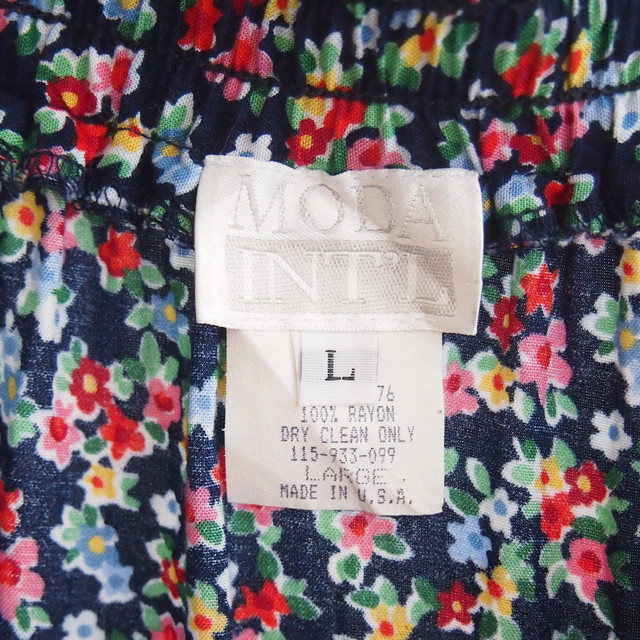 MODA
INT'L
L
76
100% RAYON
DRY CLEAN ONLY
115-933-099
LARGE
MADE IN U.S.A.